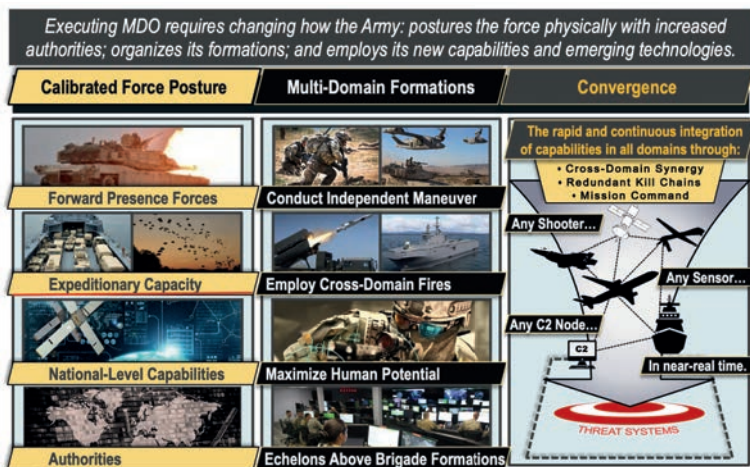 Executing MDO requires changing how the Army: postures the force physically with increased
authorities; organizes its formations; and employs its new capabilities and emerging technologies.
Calibrated Force Posture
Multi-Domain Formations
Convergence
Forward Presence Forces
Expeditionary Capacity
National-Level Capabilities
Authorities
Conduct Independent Maneuver
Employ Cross-Domain Fires
Maximize Human Potential
Echelons Above Brigade Formations
The rapid and continuous integration
of capabilities in all domains through:
• Cross-Domain Synergy
• Redundant Kill Chains
• Mission Command
Any Shooter…
Any Sensor…
Any C2 Node…
C2
In near-real time.
THREAT SYSTEMS